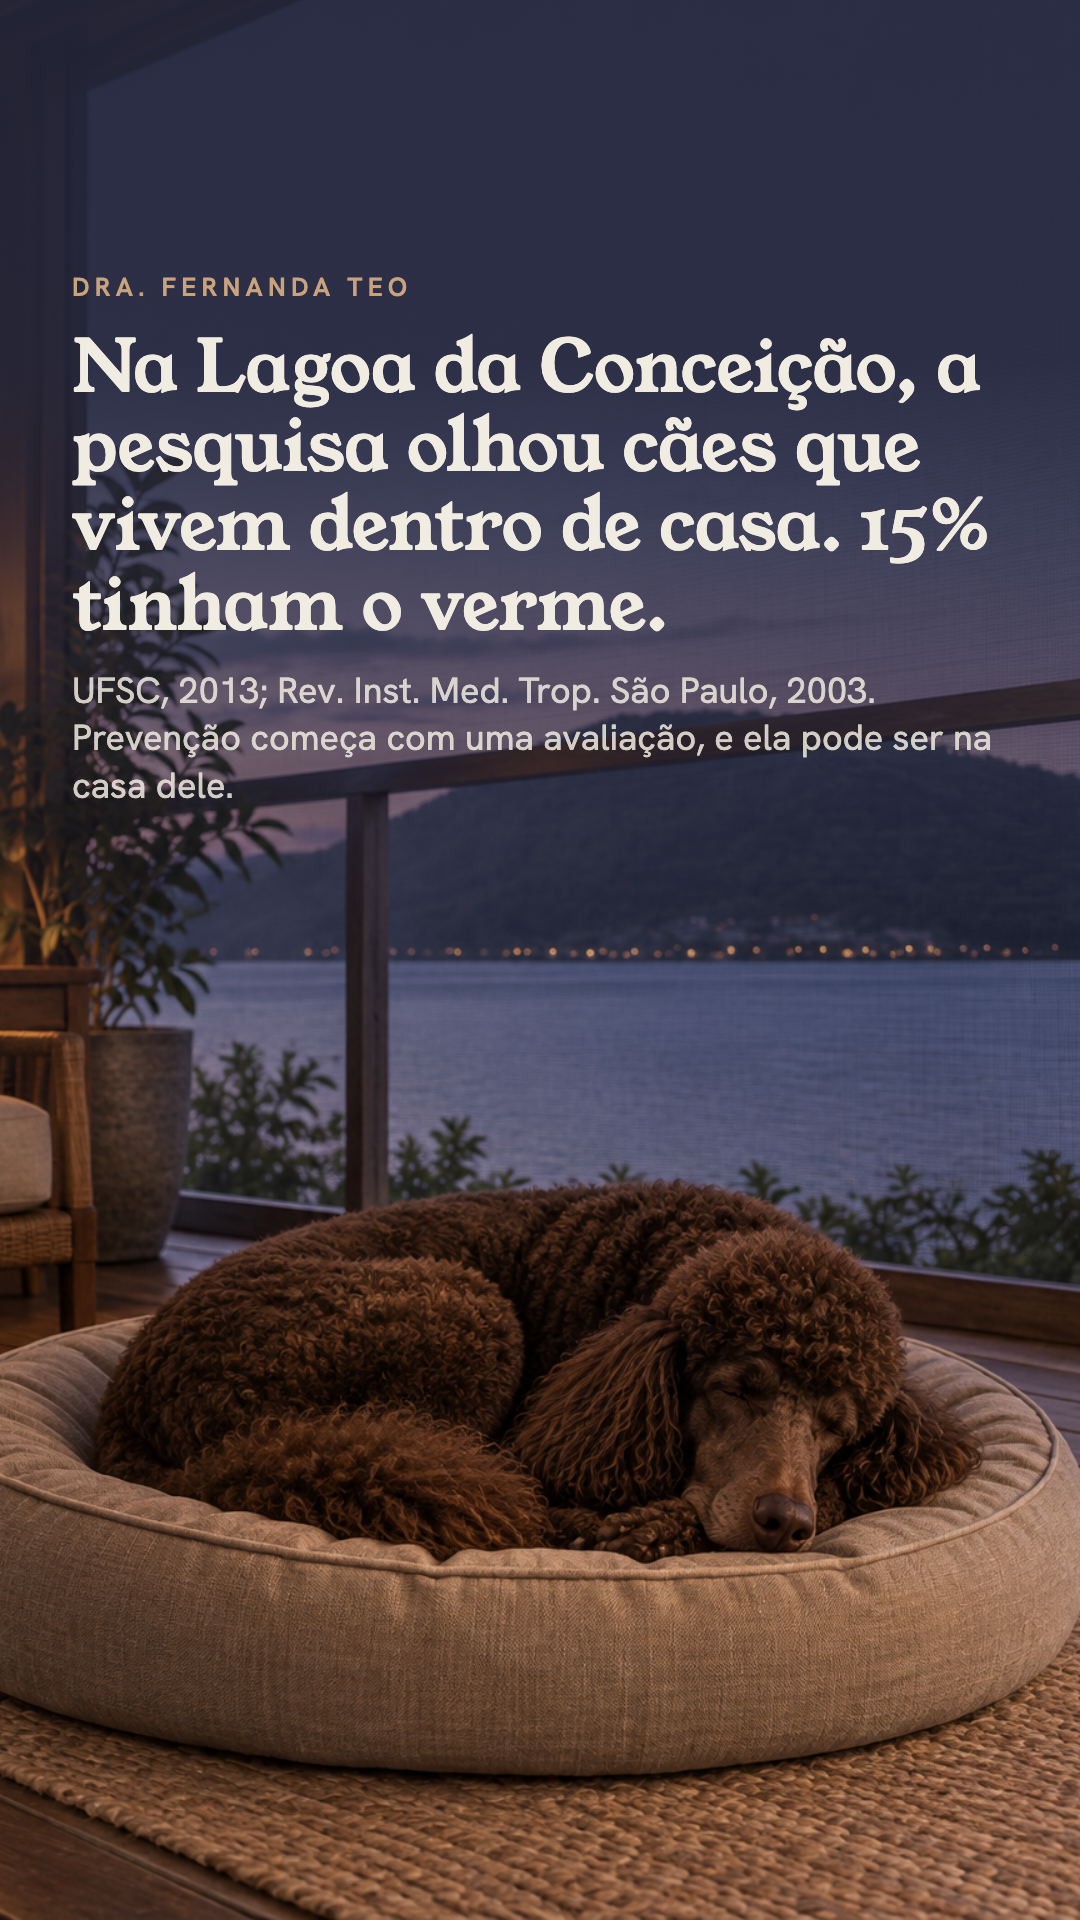 DRA. FERNANDA TEO
Na Lagoa da Conceição, a
pesquisa olhou cães que
vivem dentro de casa. 15%
tinham o verme.
UFSC, 2013; Rev. Inst. Med. Trop. São Paulo, 2003.
Prevenção começa com uma avaliação, e ela pode ser na
casa dele.